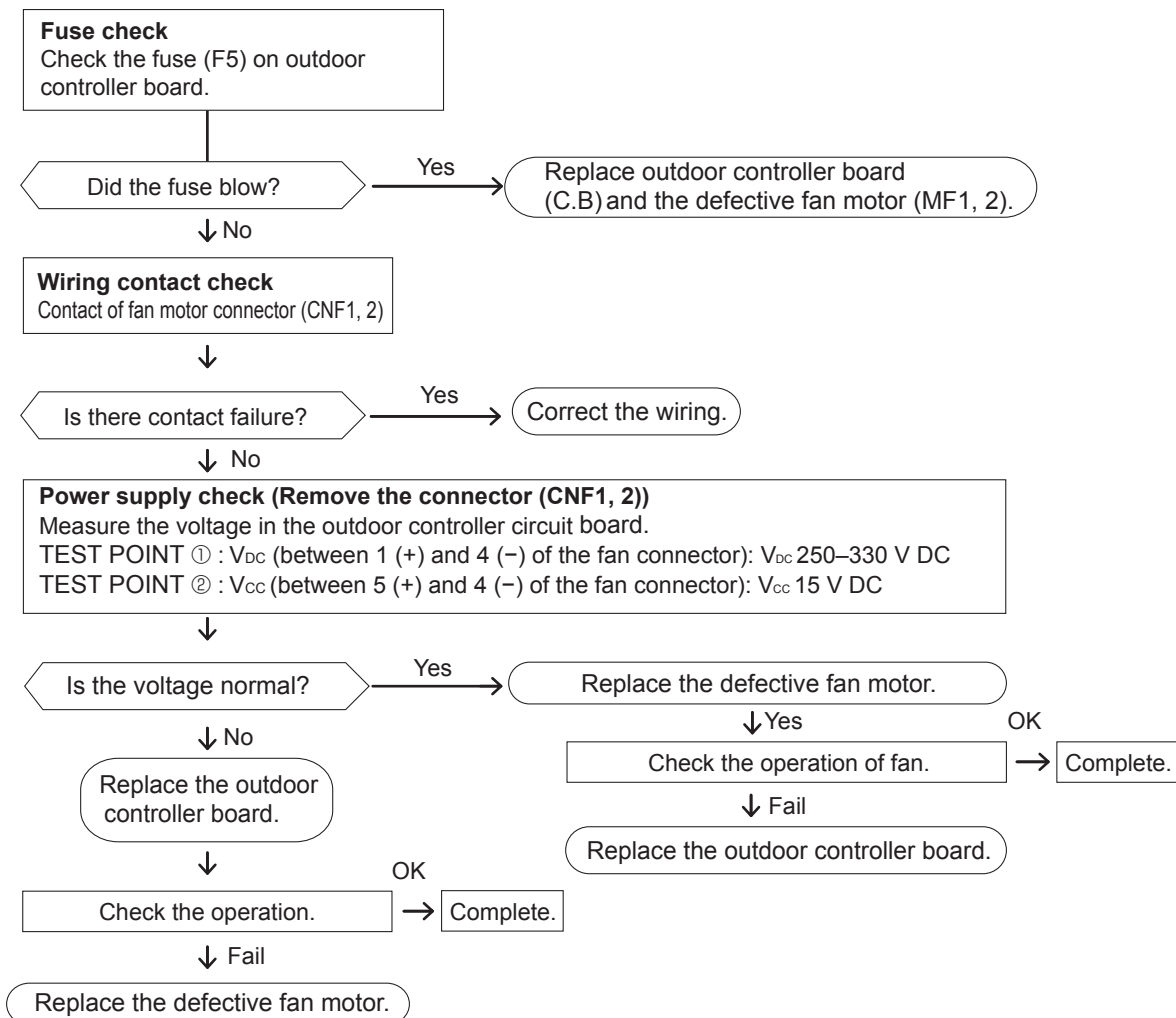 Fuse check
Check the fuse (F5) on outdoor
controller board.
Did the fuse blow?
Yes
Replace outdoor controller board
(C.B) and the defective fan motor (MF1, 2).
No
Wiring contact check
Contact of fan motor connector (CNF1, 2)
Is there contact failure?
Yes
Correct the wiring.
No
Power supply check (Remove the connector (CNF1, 2))
Measure the voltage in the outdoor controller circuit board.
TEST POINT ① : VDC (between 1 (+) and 4 (−) of the fan connector): VDC 250–330 V DC
TEST POINT ② : VCC (between 5 (+) and 4 (−) of the fan connector): VCC 15 V DC
Is the voltage normal?
Yes
Replace the defective fan motor.
Yes
Check the operation of fan.
OK
Complete.
Fail
Replace the outdoor controller board.
No
Replace the outdoor
controller board.
Check the operation.
OK
Complete.
Fail
Replace the defective fan motor.